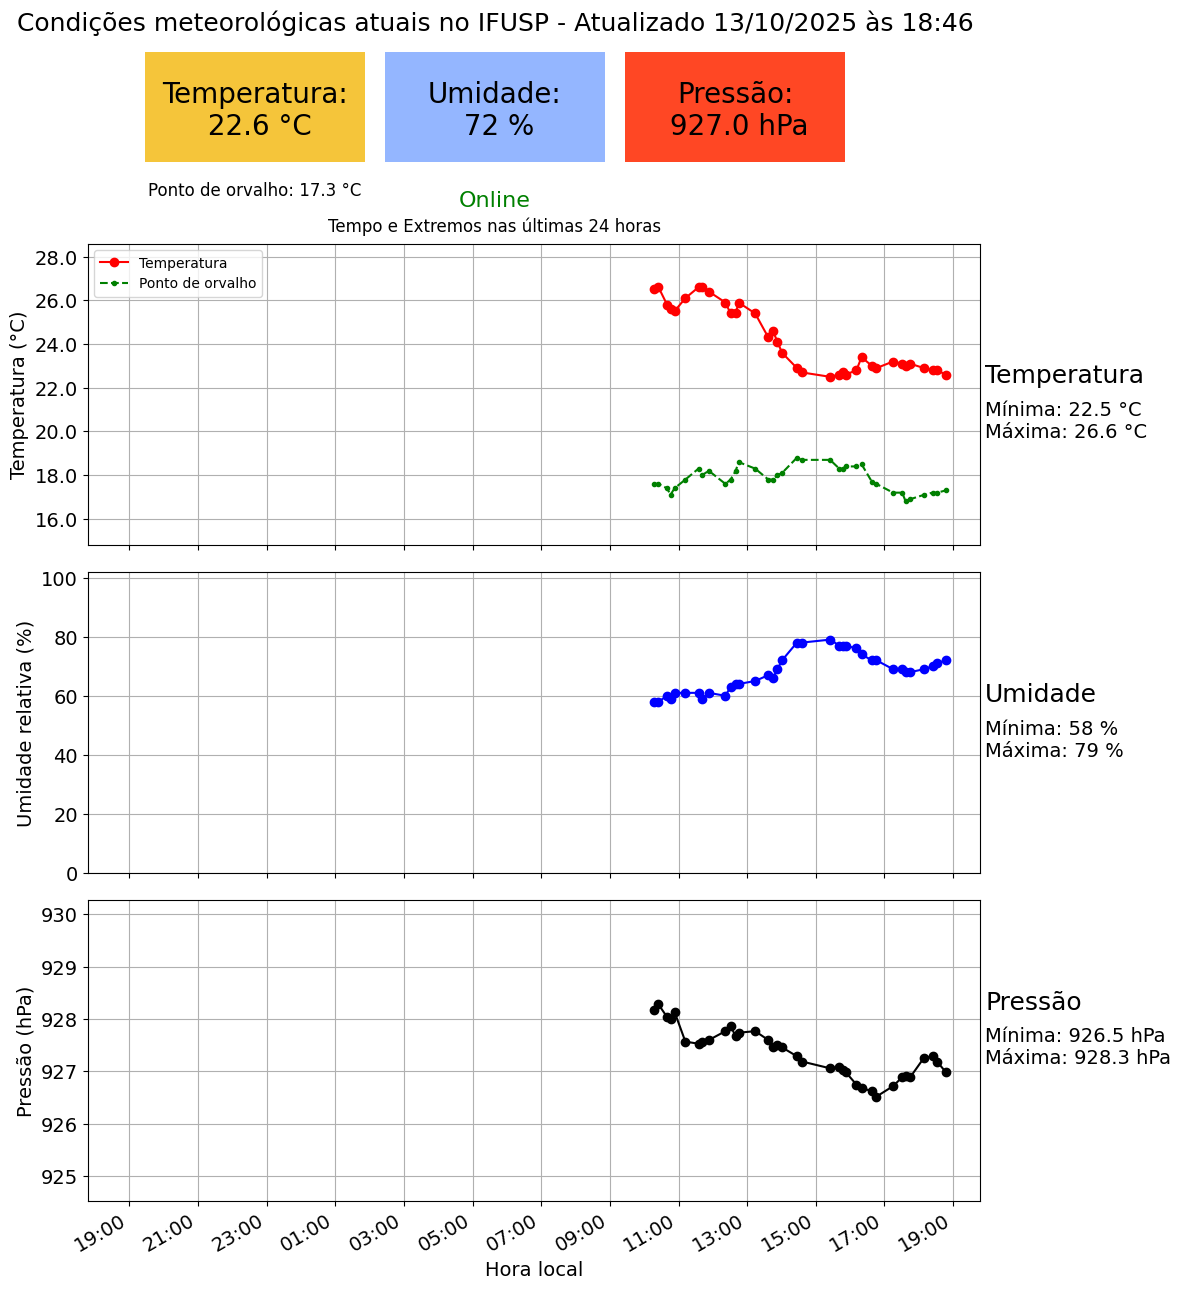 Condições meteorológicas atuais no IFUSP - Atualizado 13/10/2025 às 18:46
Temperatura:
22.6 °C
Umidade:
72 %
Pressão:
927.0 hPa
Ponto de orvalho: 17.3 °C
Online
Tempo e Extremos nas últimas 24 horas
Temperatura
Ponto de orvalho
Temperatura (°C)
28.0
26.0
24.0
22.0
20.0
18.0
16.0
Temperatura
Mínima: 22.5 °C
Máxima: 26.6 °C
Umidade relativa (%)
100
80
60
40
20
0
Umidade
Mínima: 58 %
Máxima: 79 %
Pressão (hPa)
930
929
928
927
926
925
Pressão
Mínima: 926.5 hPa
Máxima: 928.3 hPa
19:00 21:00 23:00 01:00 03:00 05:00 07:00 09:00 11:00 13:00 15:00 17:00 19:00
Hora local